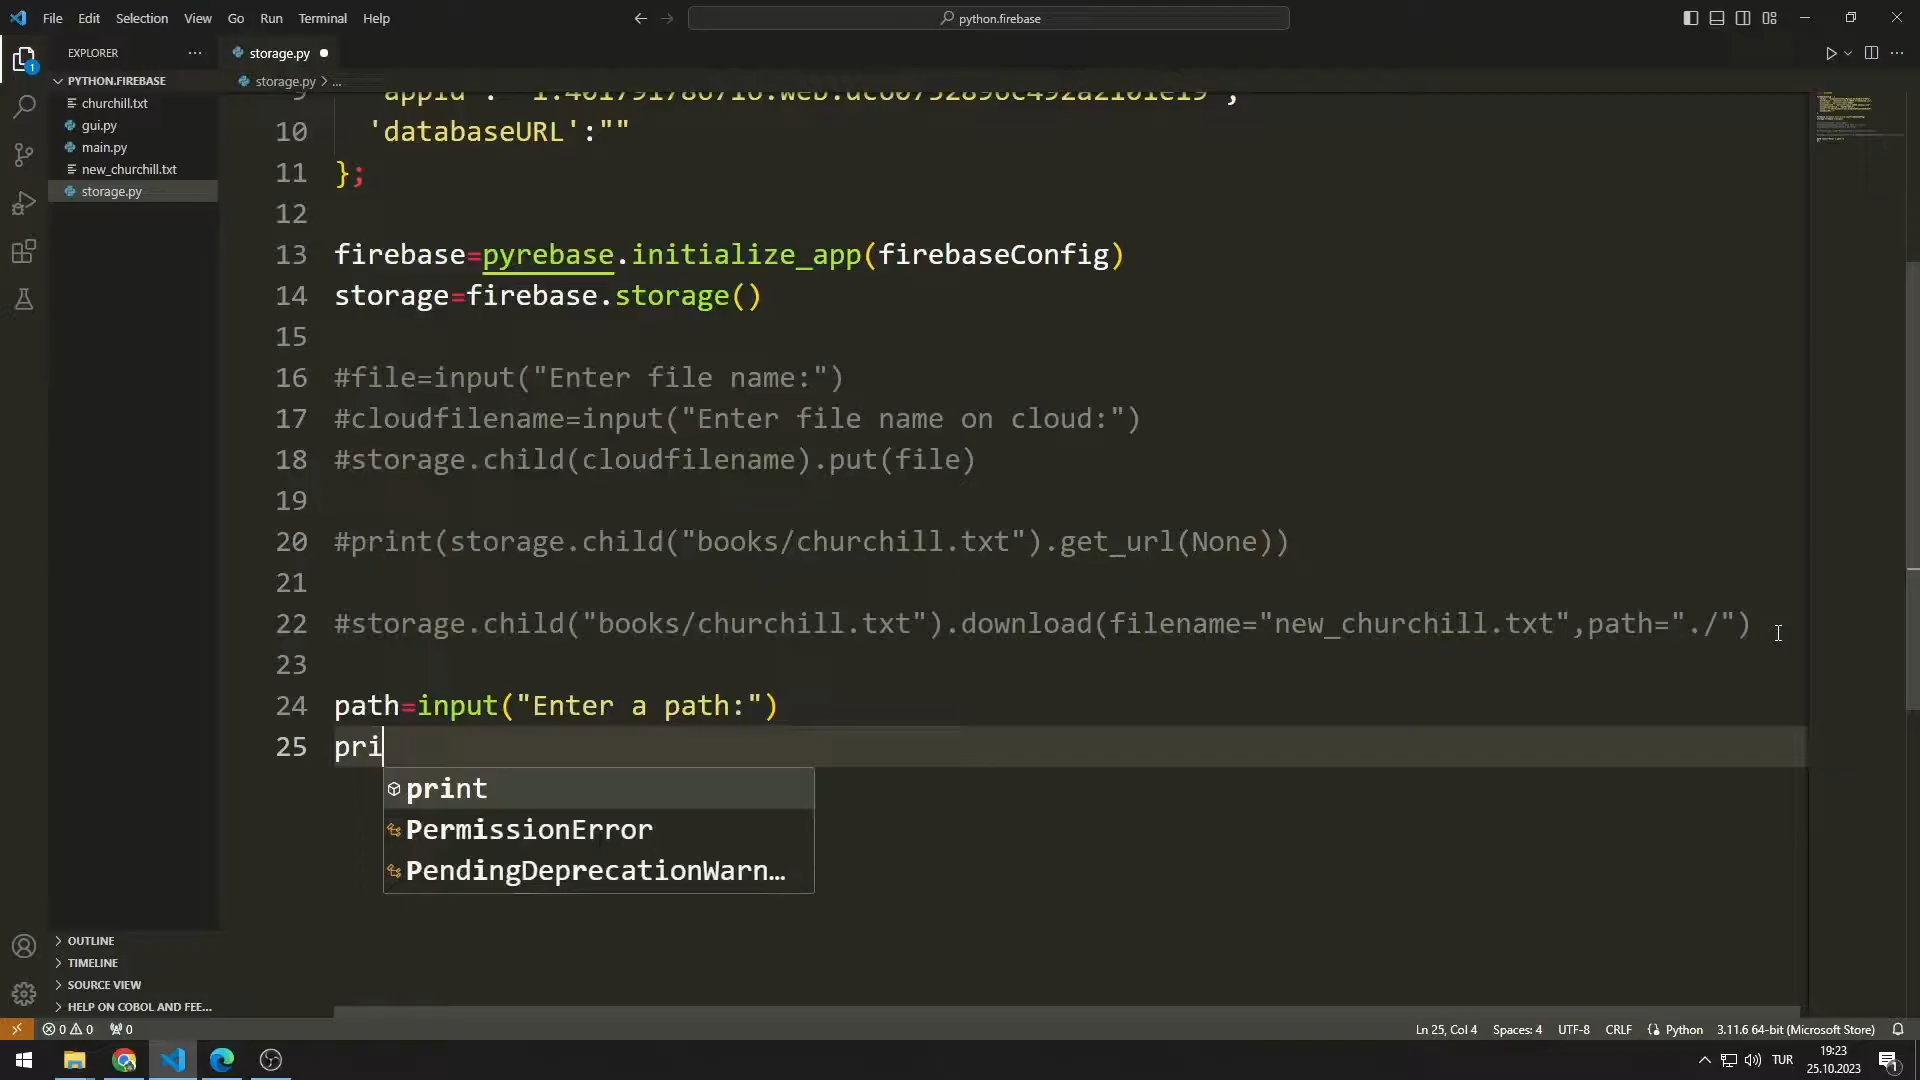 File Edit Selection View Go Run Terminal Help
python.firebase
EXPLORER
storage.py
PYTHON.FIREBASE
storage.py > ...
churchill.txt
gui.py
main.py
new_churchill.txt
storage.py
10 'databaseURL':""
11 };
12
13 firebase=pyrebase.initialize_app(firebaseConfig)
14 storage=firebase.storage()
15
16 #file=input("Enter file name:")
17 #cloudfilename=input("Enter file name on cloud:")
18 #storage.child(cloudfilename).put(file)
19
20 #print(storage.child("books/churchill.txt").get_url(None))
21
22 #storage.child("books/churchill.txt").download(filename="new_churchill.txt",path="./")
23
24 path=input("Enter a path:")
25 pri
print
PermissionError
PendingDeprecationWarn...
OUTLINE
TIMELINE
SOURCE VIEW
HELP ON COBOL AND FEE...
0 0 0
Ln 25, Col 4 Spaces: 4 UTF-8 CRLF Python 3.11.6 64-bit (Microsoft Store)
TUR
19:23
25.10.2023
1
1